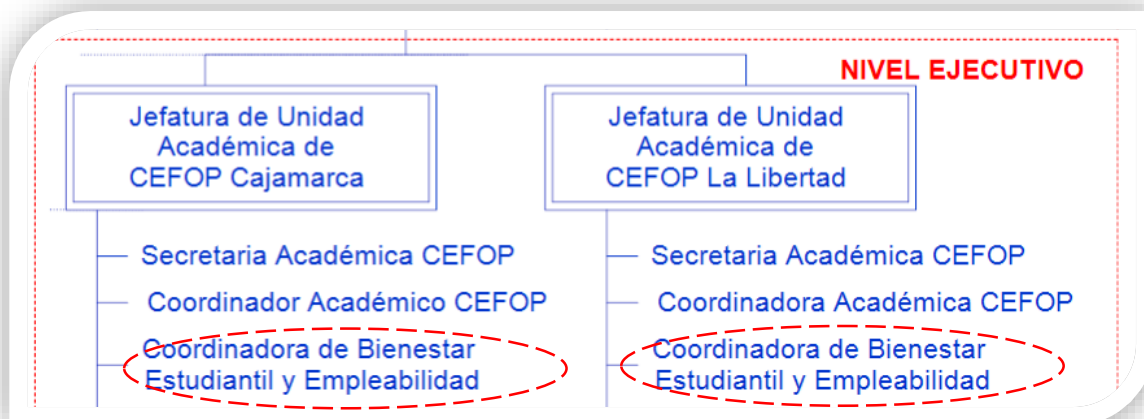 NIVEL EJECUTIVO
Jefatura de Unidad
Académica de
CEFOP Cajamarca
Secretaria Académica CEFOP
Coordinador Académico CEFOP
Coordinadora de Bienestar
Estudiantil y Empleabilidad
Jefatura de Unidad
Académica de
CEFOP La Libertad
Secretaria Académica CEFOP
Coordinadora Académica CEFOP
Coordinadora de Bienestar
Estudiantil y Empleabilidad